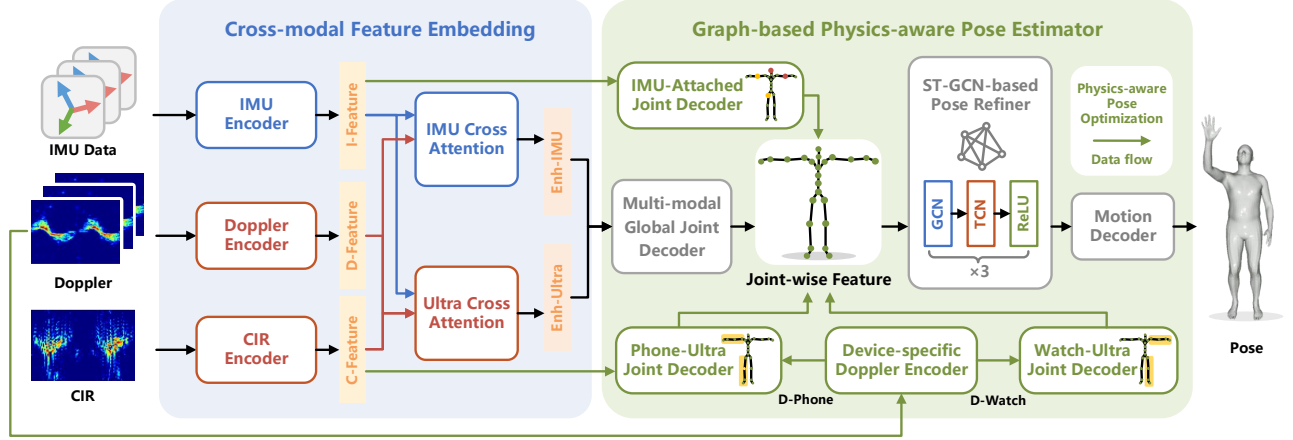 Cross-modal Feature Embedding
Graph-based Physics-aware Pose Estimator
IMU Data
Doppler
CIR
IMU
Encoder
Doppler
Encoder
CIR
Encoder
I-Feature
D-Feature
C-Feature
IMU Cross
Attention
Ultra Cross
Attention
Enh-IMU
Enh-Ultra
IMU-Attached
Joint Decoder
Multi-modal
Global Joint
Decoder
Joint-wise Feature
ST-GCN-based
Pose Refiner
GCN
TCN
ReLU
×3
Physics-aware
Pose
Optimization
Data flow
Motion
Decoder
Pose
Phone-Ultra
Joint Decoder
Device-specific
Doppler Encoder
Watch-Ultra
Joint Decoder
D-Phone
D-Watch